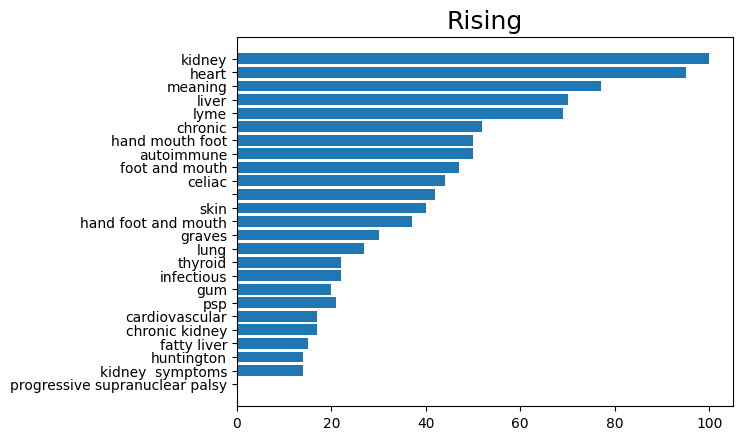 Rising
kidney
heart
meaning
liver
lyme
chronic
hand mouth foot
autoimmune
foot and mouth
celiac
skin
hand foot and mouth
graves
lung
thyroid
infectious
gum
psp
cardiovascular
chronic kidney
fatty liver
huntington
kidney  symptoms
progressive supranuclear palsy
0 20 40 60 80 100